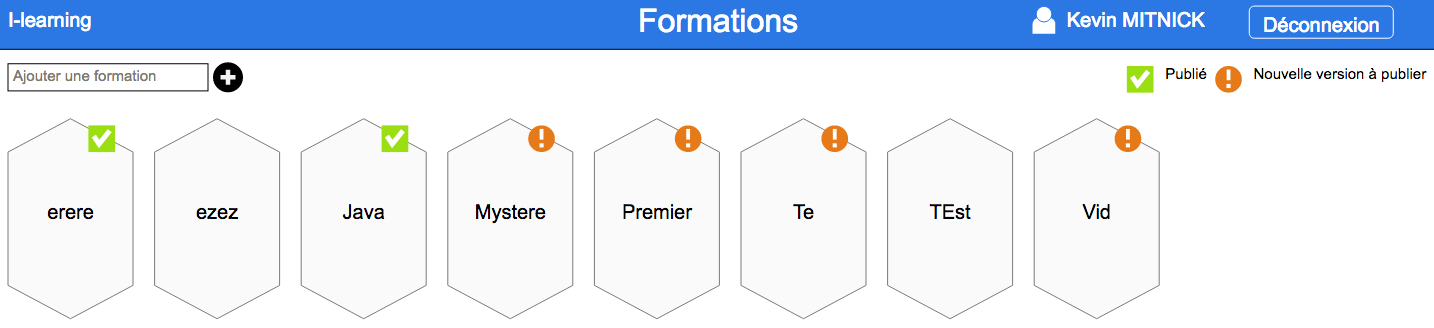 I-learning
Formations
Kevin MITNICK
Déconnexion
Ajouter une formation
Publié
Nouvelle version à publier
erere
ezez
Java
Mystere
Premier
Te
TEst
Vid